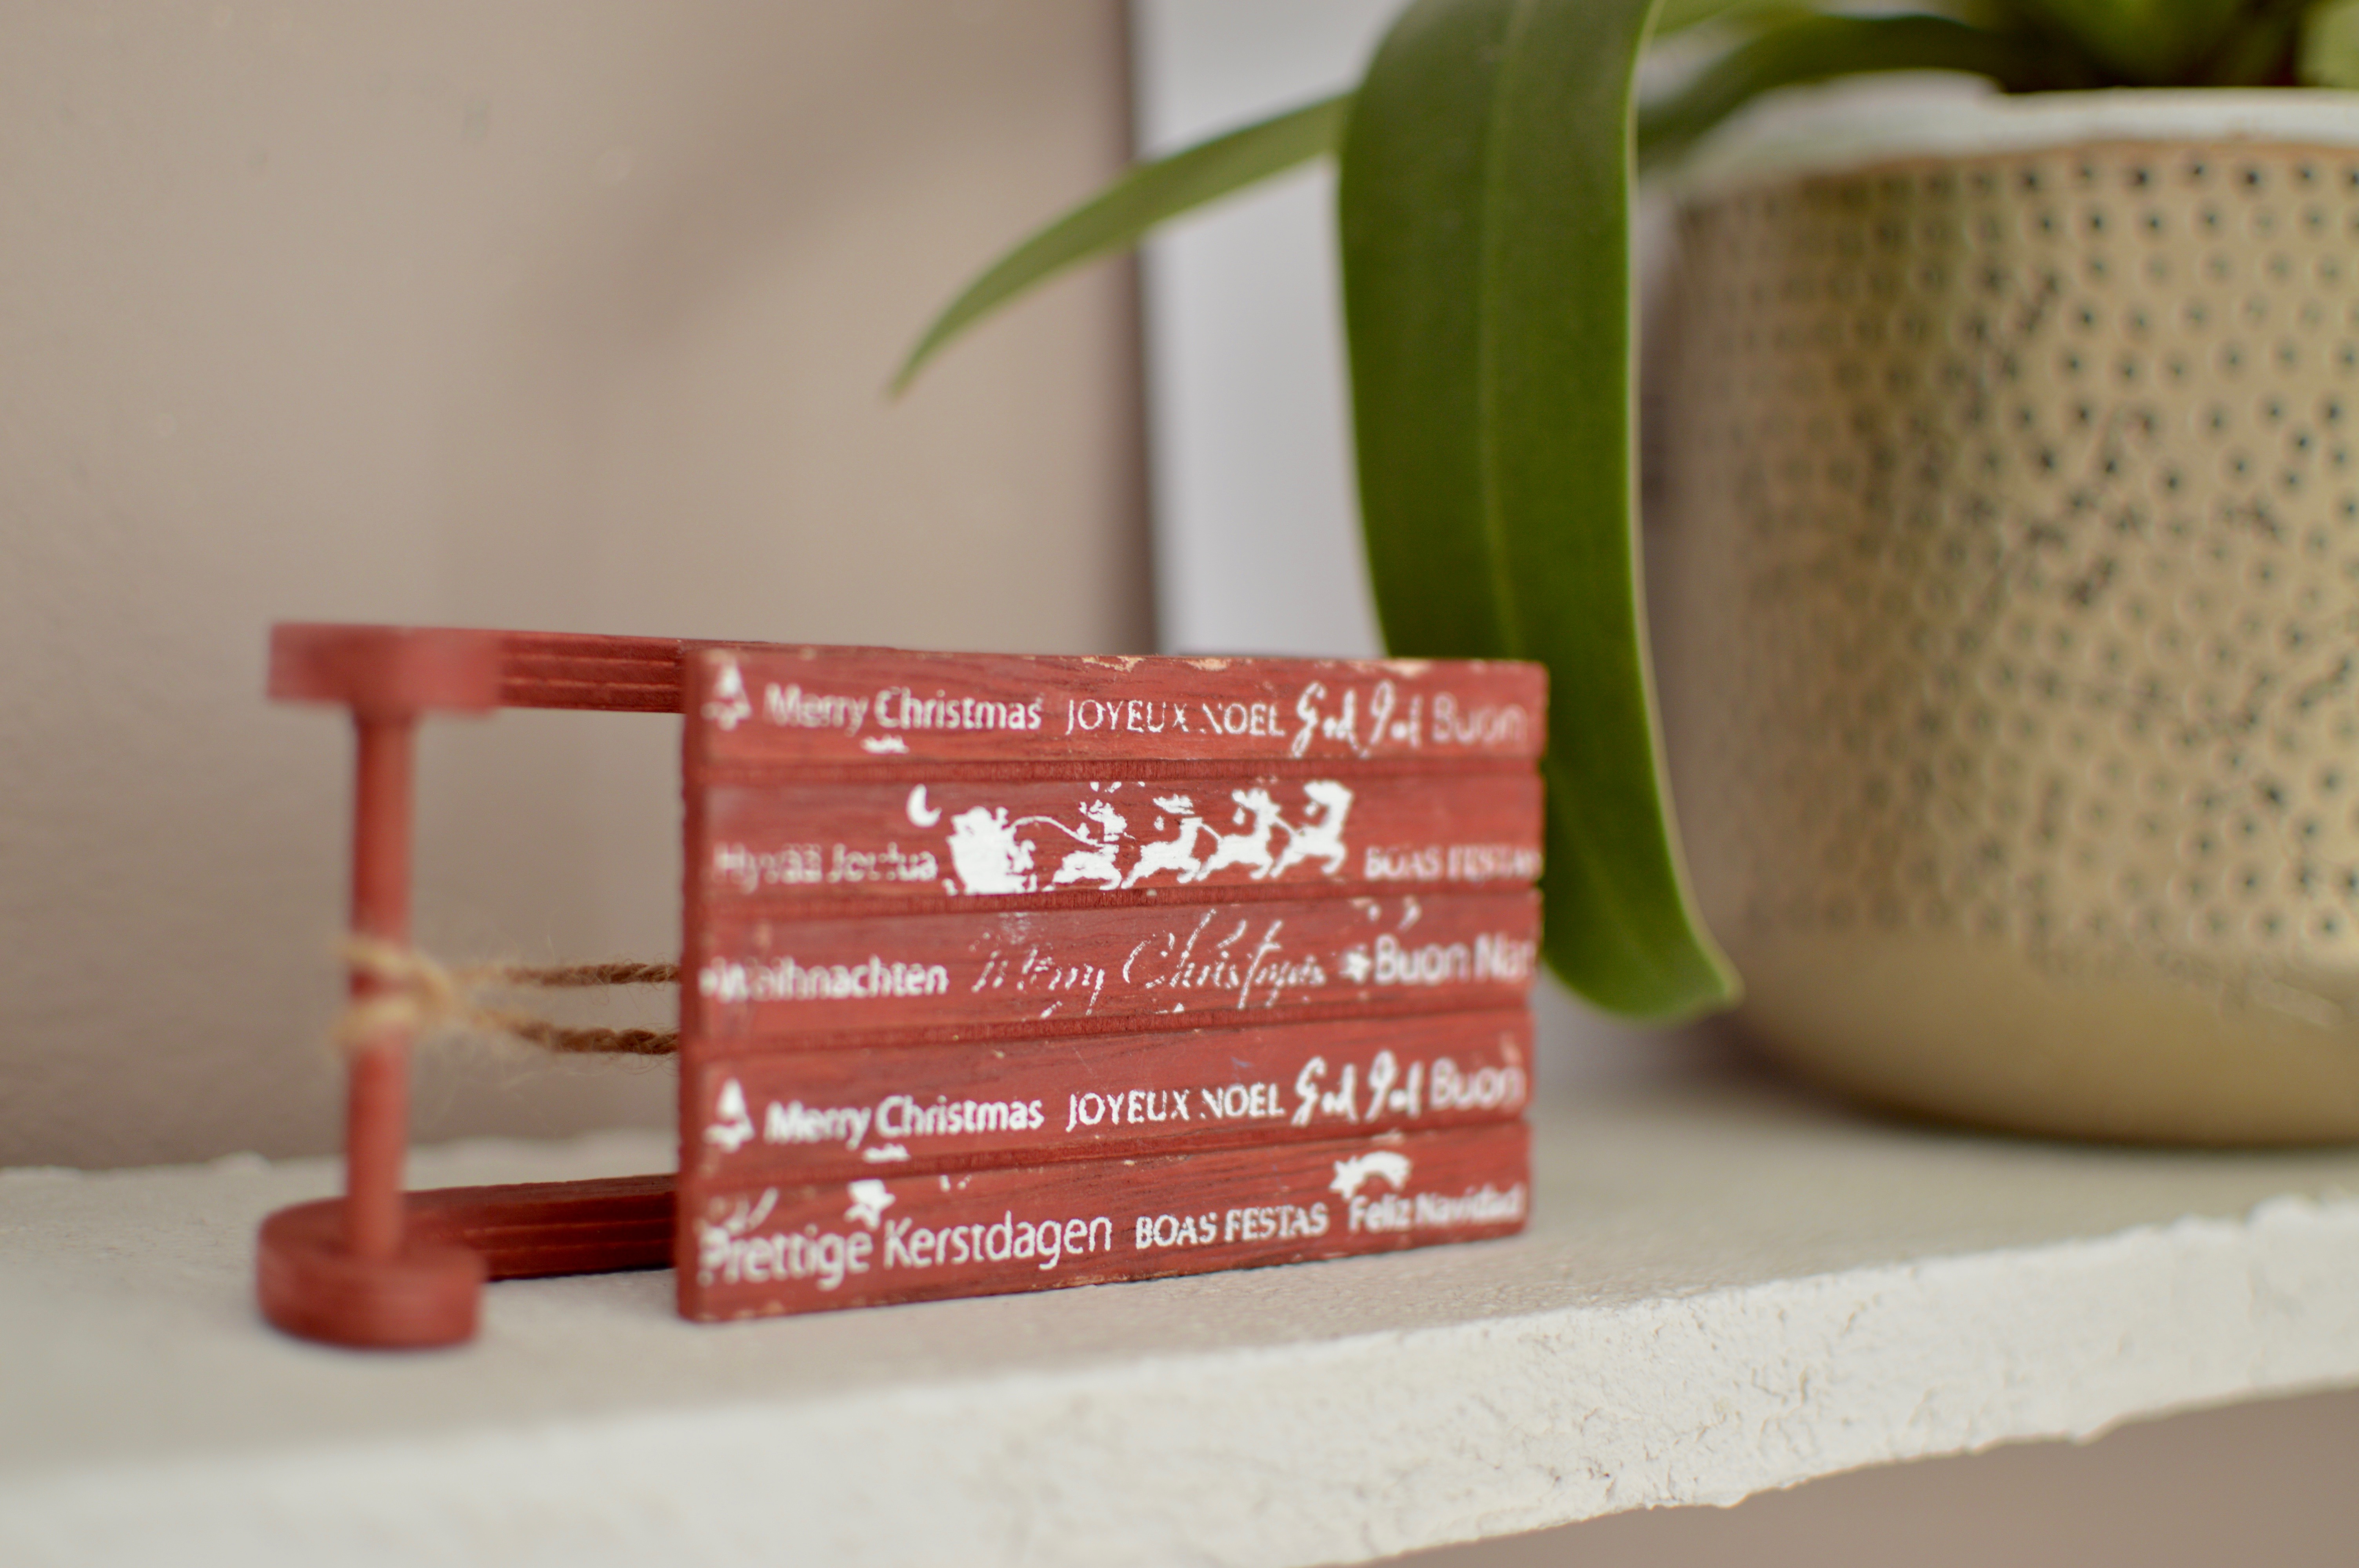 Merry Christmas JOYEUX NOEL God Jul Buon
Hyvää Joulua BOAS FESTAS
Weihnachten Merry Christmas Buon Nat
Merry Christmas JOYEUX NOEL God Jul Buon
Prettige Kerstdagen BOAS FESTAS Feliz Navidad